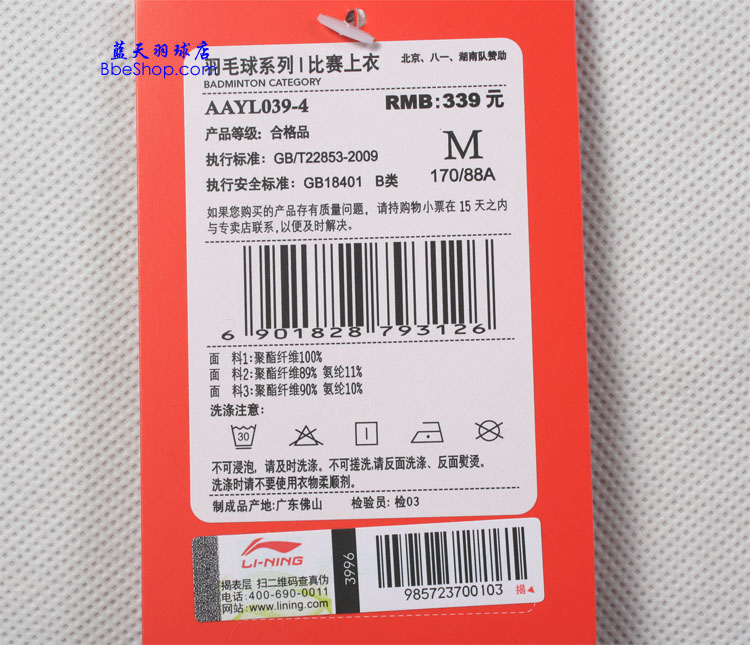 蓝天羽球店
BbeShop.com
羽毛球系列 | 比赛上衣
北京、八一、湖南队赞助
BADMINTON CATEGORY
AAYL039-4
RMB:339 元
产品等级: 合格品
执行标准: GB/T22853-2009
M
执行安全标准: GB18401 B类
170/88A
如果您购买的产品存有质量问题, 请持购物小票在 15 天之内
与专卖店联系,以便及时解决。
6 901828 793126
面 料1:聚酯纤维100%
面 料2:聚酯纤维89% 氨纶11%
面 料3:聚酯纤维90% 氨纶10%
洗涤注意:
30
不可浸泡, 请及时洗涤。不可搓洗,请反面洗涤、反面熨烫。
洗涤时请不要使用衣物柔顺剂。
制成品产地:广东佛山 检验员: 检03
LI-NING
揭表层 扫二维码查真伪
电话:400-690-0011
网站:www.lining.com
3996
985723700103
揭